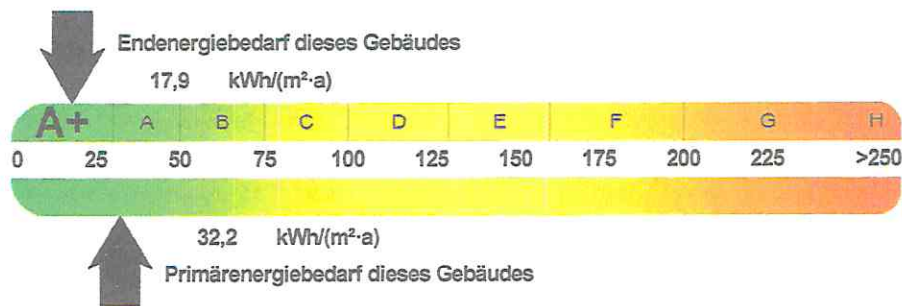 Endenergiebedarf dieses Gebäudes
17,9 kWh/(m²·a)
A+ A B C D E F G H
0 25 50 75 100 125 150 175 200 225 >250
32,2 kWh/(m²·a)
Primärenergiebedarf dieses Gebäudes